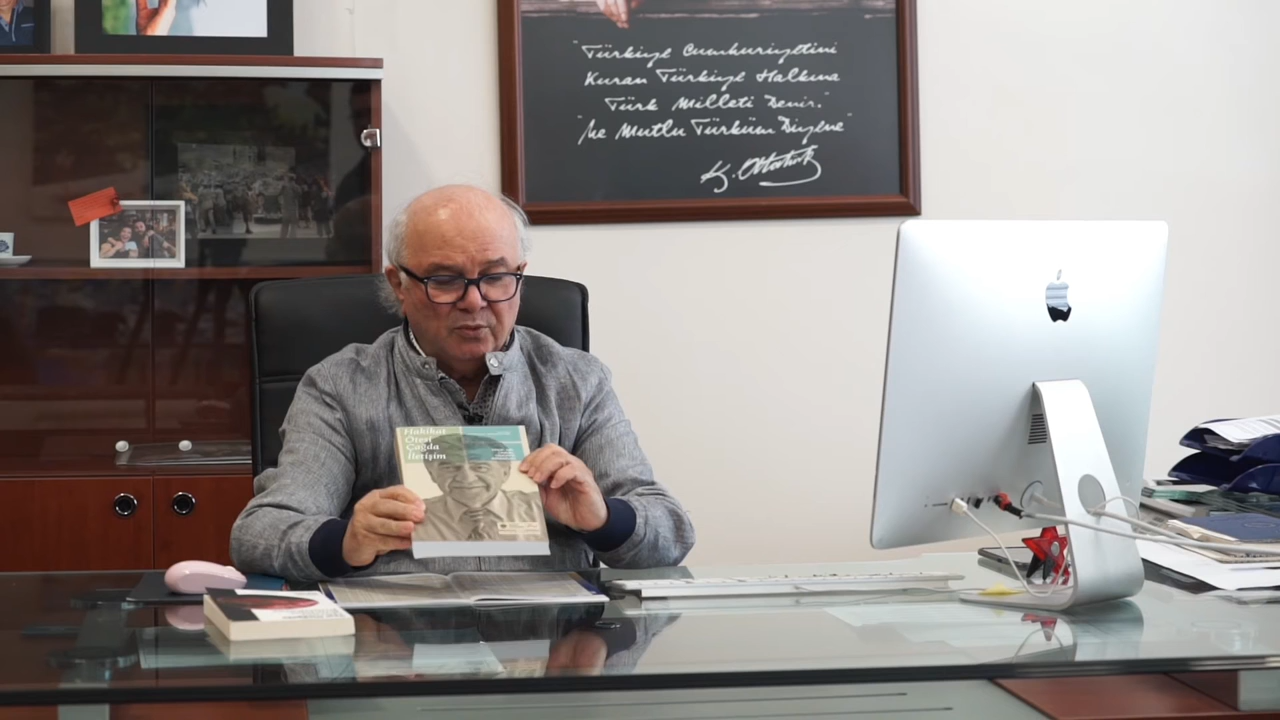 "Türkiye Cumhuriyetini
Kuran Türkiye Halkına
Türk Milleti Denir."
"Ne Mutlu Türküm Diyene"
K. Atatürk
Hakikat
Ötesi
Çağda
İletişim